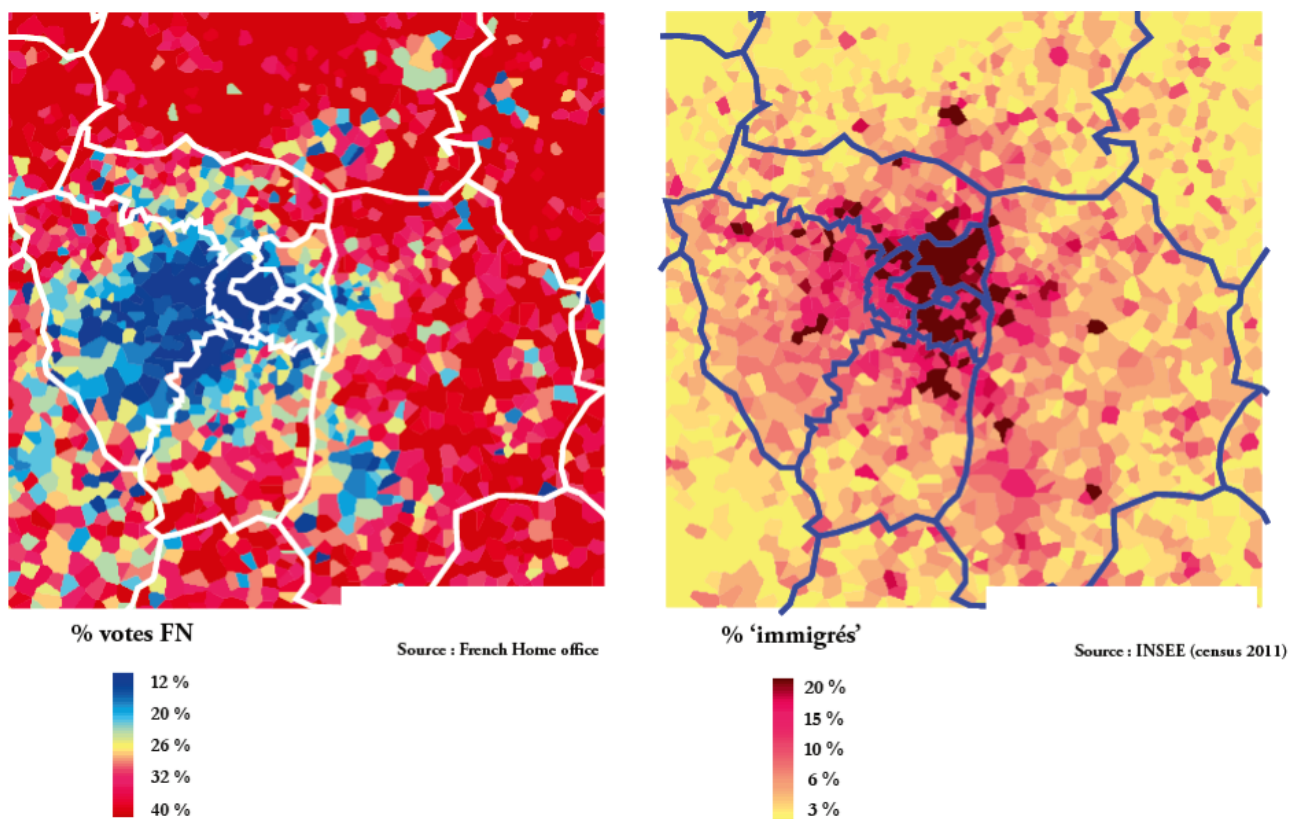 % votes FN
Source : French Home office
12 %
20 %
26 %
32 %
40 %
% ‘immigrés’
Source : INSEE (census 2011)
20 %
15 %
10 %
6 %
3 %